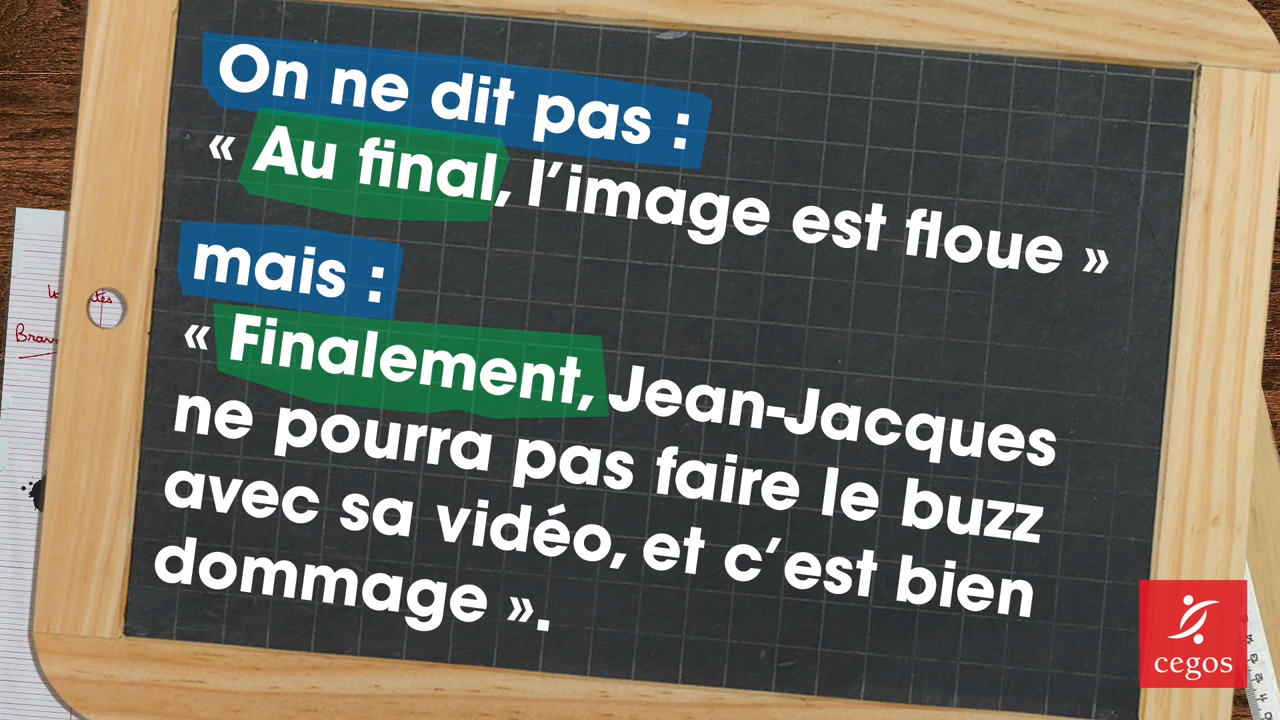 On ne dit pas :
« Au final, l’image est floue »
mais :
« Finalement, Jean-Jacques
ne pourra pas faire le buzz
avec sa vidéo, et c’est bien
dommage ».
cegos